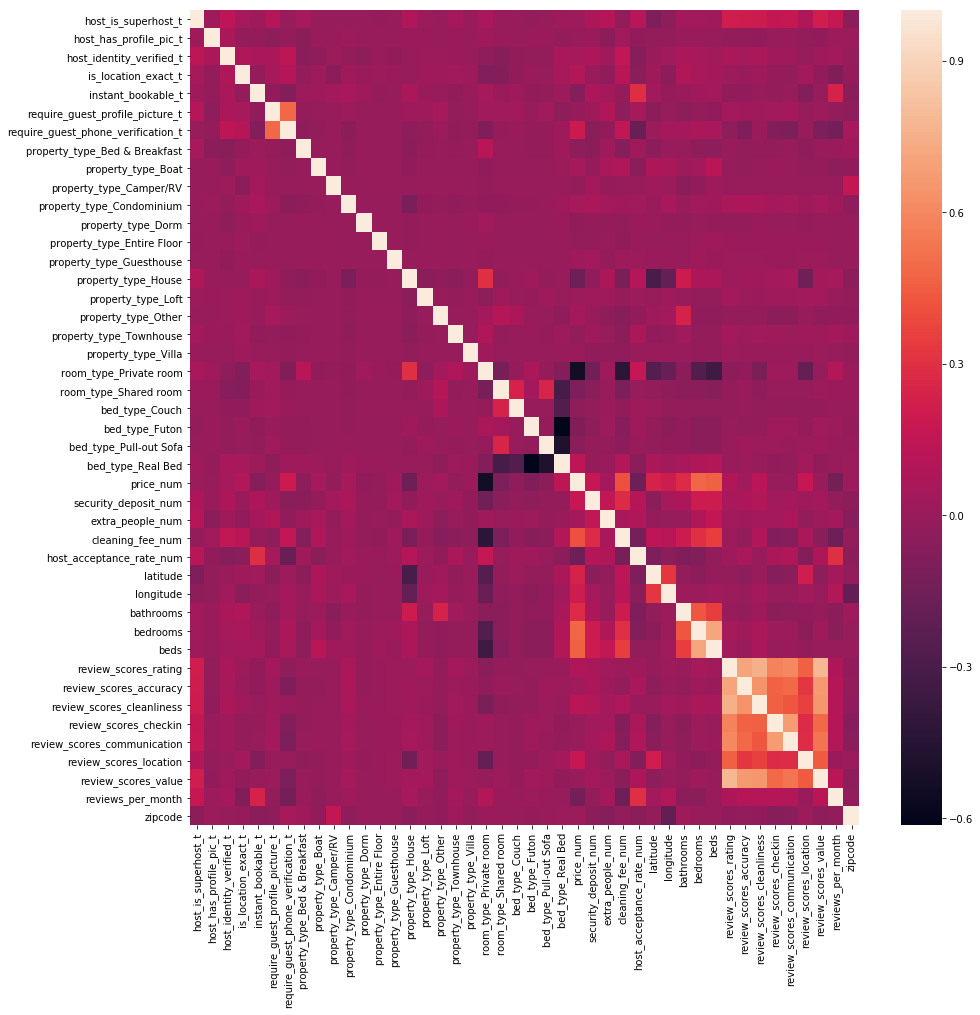 host_is_superhost_t
host_has_profile_pic_t
host_identity_verified_t
is_location_exact_t
instant_bookable_t
require_guest_profile_picture_t
require_guest_phone_verification_t
property_type_Bed & Breakfast
property_type_Boat
property_type_Camper/RV
property_type_Condominium
property_type_Dorm
property_type_Entire Floor
property_type_Guesthouse
property_type_House
property_type_Loft
property_type_Other
property_type_Townhouse
property_type_Villa
room_type_Private room
room_type_Shared room
bed_type_Couch
bed_type_Futon
bed_type_Pull-out Sofa
bed_type_Real Bed
price_num
security_deposit_num
extra_people_num
cleaning_fee_num
host_acceptance_rate_num
latitude
longitude
bathrooms
bedrooms
beds
review_scores_rating
review_scores_accuracy
review_scores_cleanliness
review_scores_checkin
review_scores_communication
review_scores_location
review_scores_value
reviews_per_month
zipcode
host_is_superhost_t
host_has_profile_pic_t
host_identity_verified_t
is_location_exact_t
instant_bookable_t
require_guest_profile_picture_t
require_guest_phone_verification_t
property_type_Bed & Breakfast
property_type_Boat
property_type_Camper/RV
property_type_Condominium
property_type_Dorm
property_type_Entire Floor
property_type_Guesthouse
property_type_House
property_type_Loft
property_type_Other
property_type_Townhouse
property_type_Villa
room_type_Private room
room_type_Shared room
bed_type_Couch
bed_type_Futon
bed_type_Pull-out Sofa
bed_type_Real Bed
price_num
security_deposit_num
extra_people_num
cleaning_fee_num
host_acceptance_rate_num
latitude
longitude
bathrooms
bedrooms
beds
review_scores_rating
review_scores_accuracy
review_scores_cleanliness
review_scores_checkin
review_scores_communication
review_scores_location
review_scores_value
reviews_per_month
zipcode
0.9
0.6
0.3
0.0
−0.3
−0.6